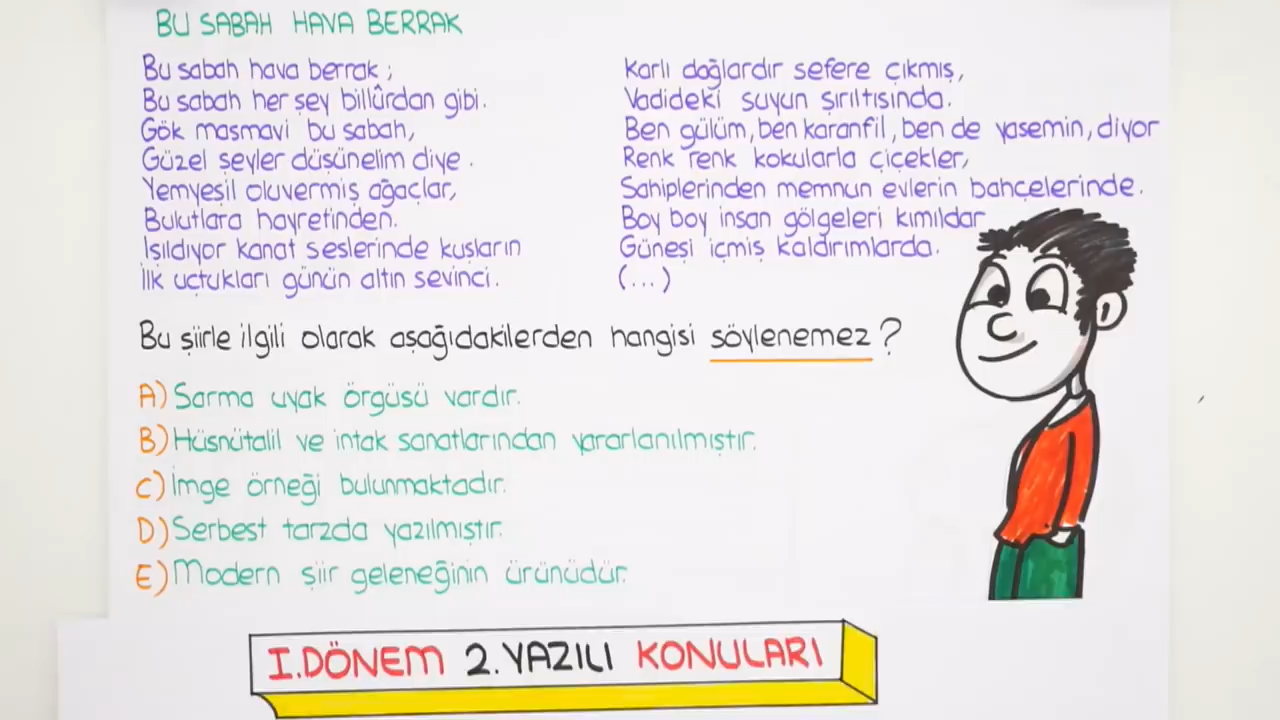 BU SABAH HAVA BERRAK
Bu sabah hava berrak;
Bu sabah her şey billûrdan gibi.
Gök masmavi bu sabah,
Güzel şeyler düşünelim diye.
Yemyeşil oluvermiş ağaçlar,
Bulutlara hayretinden.
Işıldıyor kanat seslerinde kuşların
İlk uçtukları günün altın sevinci.
Karlı dağlardır sefere çıkmış,
Vadideki suyun şırıltısında.
Ben gülüm, ben karanfil, ben de yasemin, diyor
Renk renk kokularla çiçekler,
Sahiplerinden memnun evlerin bahçelerinde.
Boy boy insan gölgeleri kımıldar
Güneşi içmiş kaldırımlarda.
(...)
Bu şiirle ilgili olarak aşağıdakilerden hangisi söylenemez?
A) Sarma uyak örgüsü vardır.
B) Hüsnütalil ve intak sanatlarından yararlanılmıştır.
C) İmge örneği bulunmaktadır.
D) Serbest tarzda yazılmıştır.
E) Modern şiir geleneğinin ürünüdür.
I.DÖNEM 2.YAZILI KONULARI